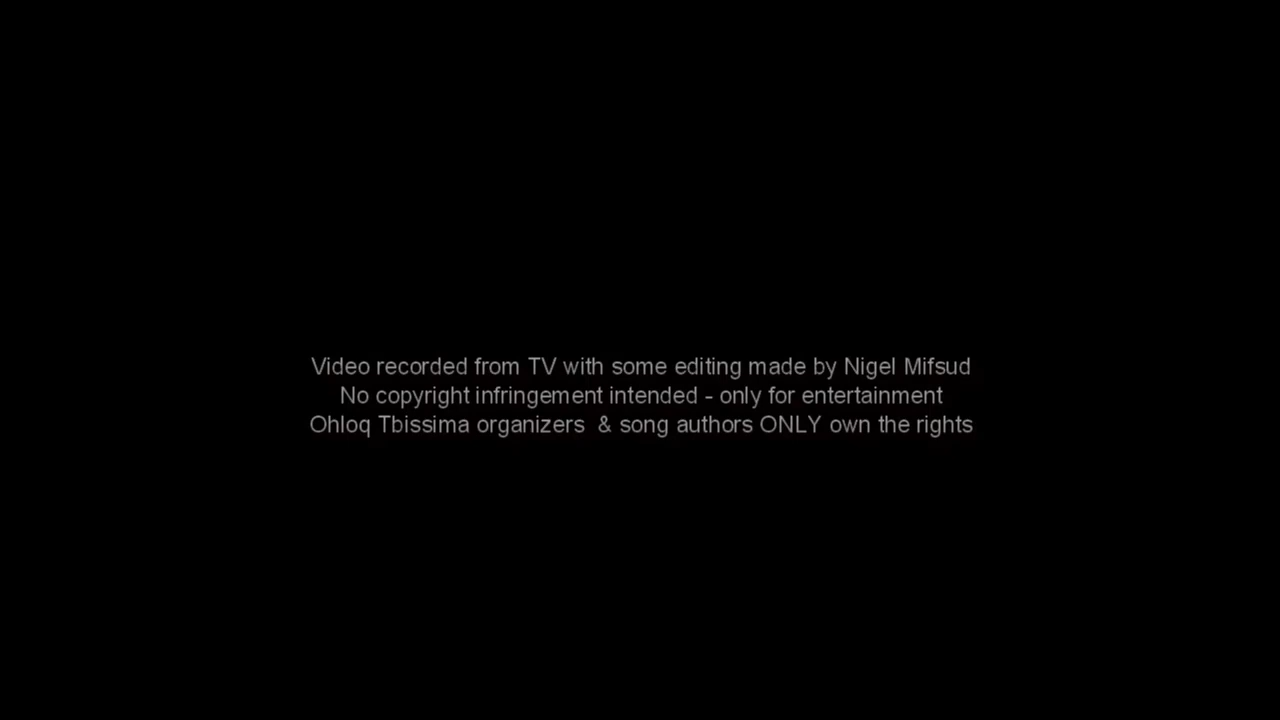 Video recorded from TV with some editing made by Nigel Mifsud
No copyright infringement intended - only for entertainment
Ohloq Tbissima organizers  & song authors ONLY own the rights